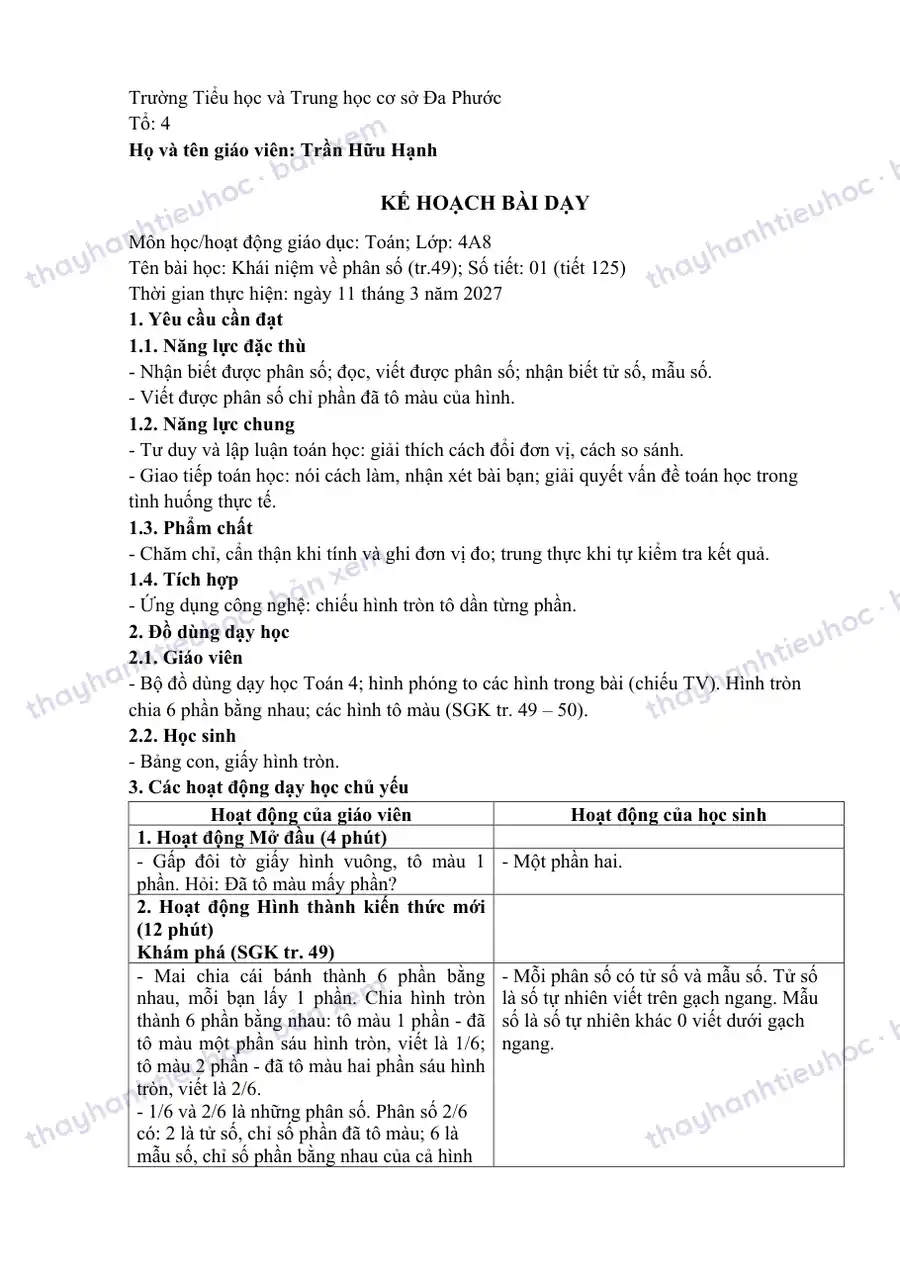 Trường Tiểu học và Trung học cơ sở Đa Phước
Tổ: 4
Họ và tên giáo viên: Trần Hữu Hạnh
KẾ HOẠCH BÀI DẠY
Môn học/hoạt động giáo dục: Toán; Lớp: 4A8
Tên bài học: Khái niệm về phân số (tr.49); Số tiết: 01 (tiết 125)
Thời gian thực hiện: ngày 11 tháng 3 năm 2027
1. Yêu cầu cần đạt
1.1. Năng lực đặc thù
- Nhận biết được phân số; đọc, viết được phân số; nhận biết tử số, mẫu số.
- Viết được phân số chỉ phần đã tô màu của hình.
1.2. Năng lực chung
- Tư duy và lập luận toán học: giải thích cách đổi đơn vị, cách so sánh.
- Giao tiếp toán học: nói cách làm, nhận xét bài bạn; giải quyết vấn đề toán học trong
tình huống thực tế.
1.3. Phẩm chất
- Chăm chỉ, cẩn thận khi tính và ghi đơn vị đo; trung thực khi tự kiểm tra kết quả.
1.4. Tích hợp
- Ứng dụng công nghệ: chiếu hình tròn tô dần từng phần.
2. Đồ dùng dạy học
2.1. Giáo viên
- Bộ đồ dùng dạy học Toán 4; hình phóng to các hình trong bài (chiếu TV). Hình tròn
chia 6 phần bằng nhau; các hình tô màu (SGK tr. 49 – 50).
2.2. Học sinh
- Bảng con, giấy hình tròn.
3. Các hoạt động dạy học chủ yếu
Hoạt động của giáo viên
Hoạt động của học sinh
1. Hoạt động Mở đầu (4 phút)
- Gấp đôi tờ giấy hình vuông, tô màu 1
phần. Hỏi: Đã tô màu mấy phần?
- Một phần hai.
2. Hoạt động Hình thành kiến thức mới
(12 phút)
Khám phá (SGK tr. 49)
- Mai chia cái bánh thành 6 phần bằng
nhau, mỗi bạn lấy 1 phần. Chia hình tròn
thành 6 phần bằng nhau: tô màu 1 phần - đã
tô màu một phần sáu hình tròn, viết là 1/6;
tô màu 2 phần - đã tô màu hai phần sáu hình
tròn, viết là 2/6.
- 1/6 và 2/6 là những phân số. Phân số 2/6
có: 2 là tử số, chỉ số phần đã tô màu; 6 là
mẫu số, chỉ số phần bằng nhau của cả hình
- Mỗi phân số có tử số và mẫu số. Tử số
là số tự nhiên viết trên gạch ngang. Mẫu
số là số tự nhiên khác 0 viết dưới gạch
ngang.
thayhanhtieuhoc · bản xem
thayhanhtieuhoc · b
thayhanhtieuhoc · bản xem
thayhanhtieuhoc · b
thayhanhtieuhoc · bản xem
thayhanhtieuhoc · b